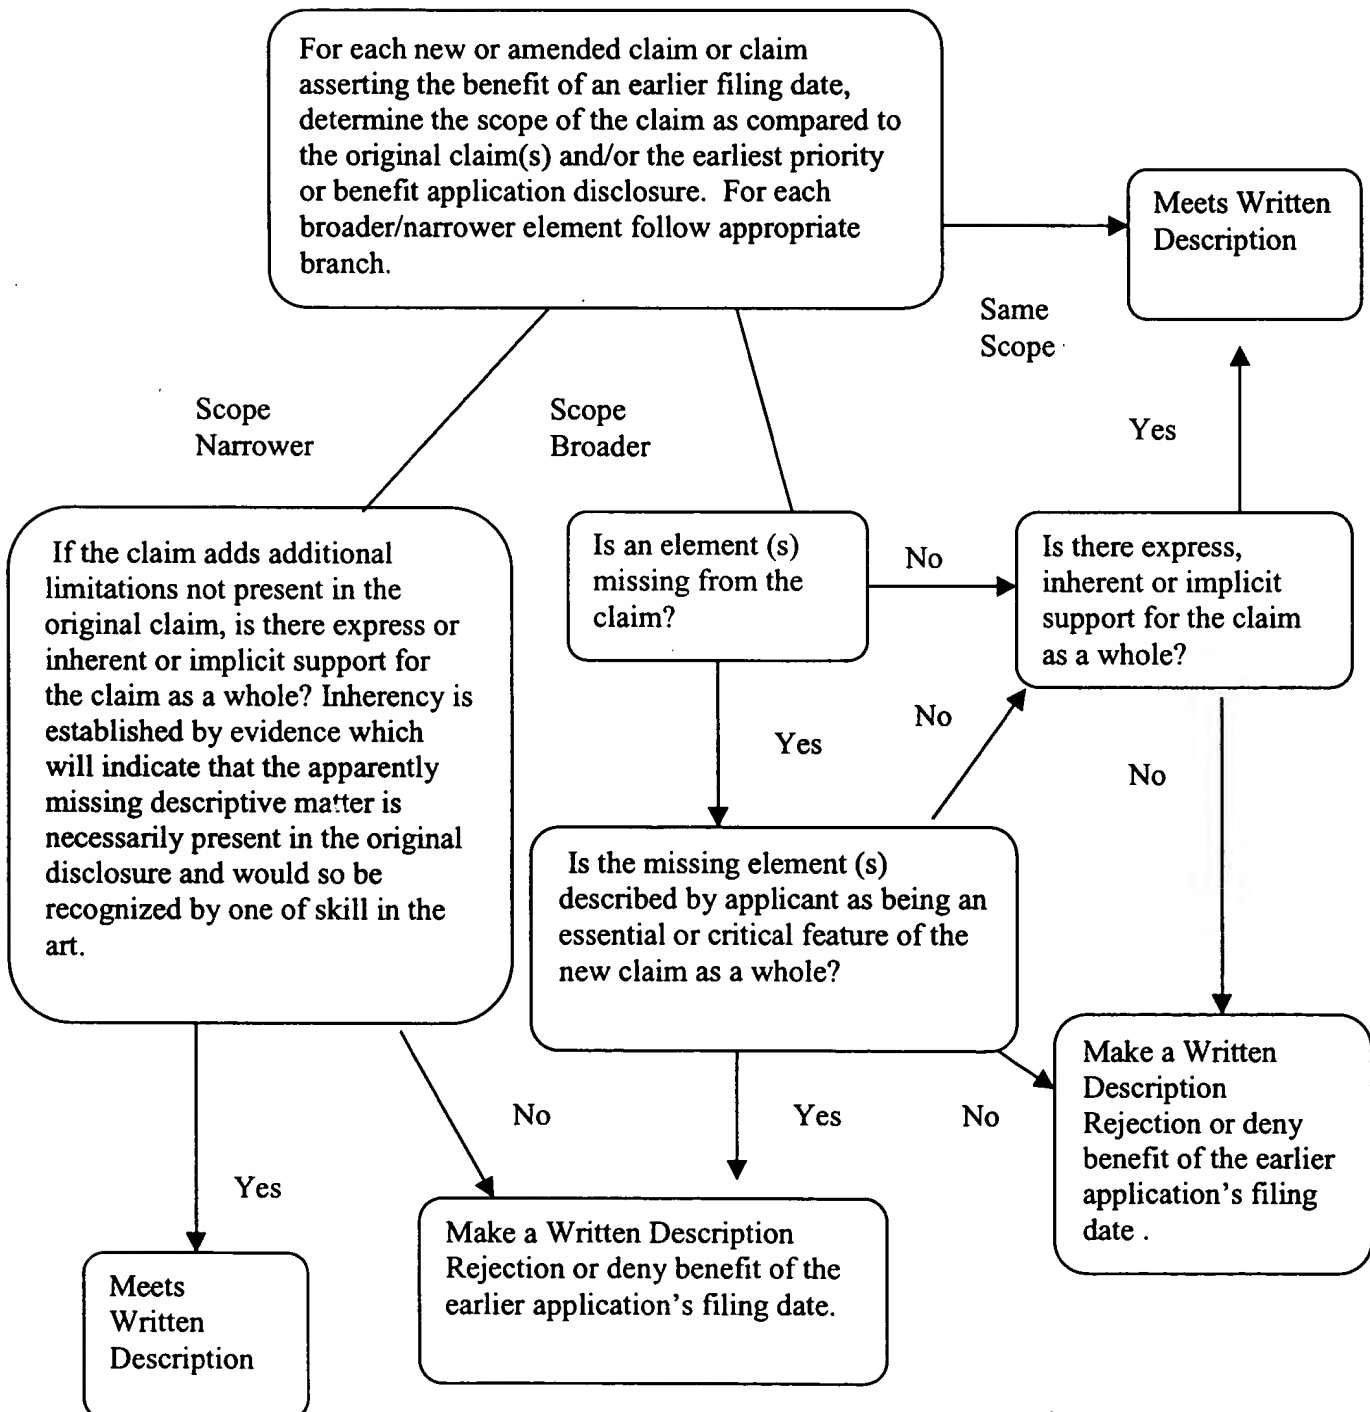 For each new or amended claim or claim
asserting the benefit of an earlier filing date,
determine the scope of the claim as compared to
the original claim(s) and/or the earliest priority
or benefit application disclosure. For each
broader/narrower element follow appropriate
branch.
Meets Written
Description
Same
Scope
Scope
Narrower
Scope
Broader
Yes
If the claim adds additional
limitations not present in the
original claim, is there express or
inherent or implicit support for
the claim as a whole? Inherency is
established by evidence which
will indicate that the apparently
missing descriptive matter is
necessarily present in the original
disclosure and would so be
recognized by one of skill in the
art.
Is an element (s)
missing from the
claim?
No
Is there express,
inherent or implicit
support for the claim
as a whole?
Yes
No
No
Is the missing element (s)
described by applicant as being an
essential or critical feature of the
new claim as a whole?
Make a Written
Description
Rejection or deny
benefit of the earlier
application's filing
date .
No
Yes
No
Yes
Make a Written Description
Rejection or deny benefit of the
earlier application's filing date.
Meets
Written
Description